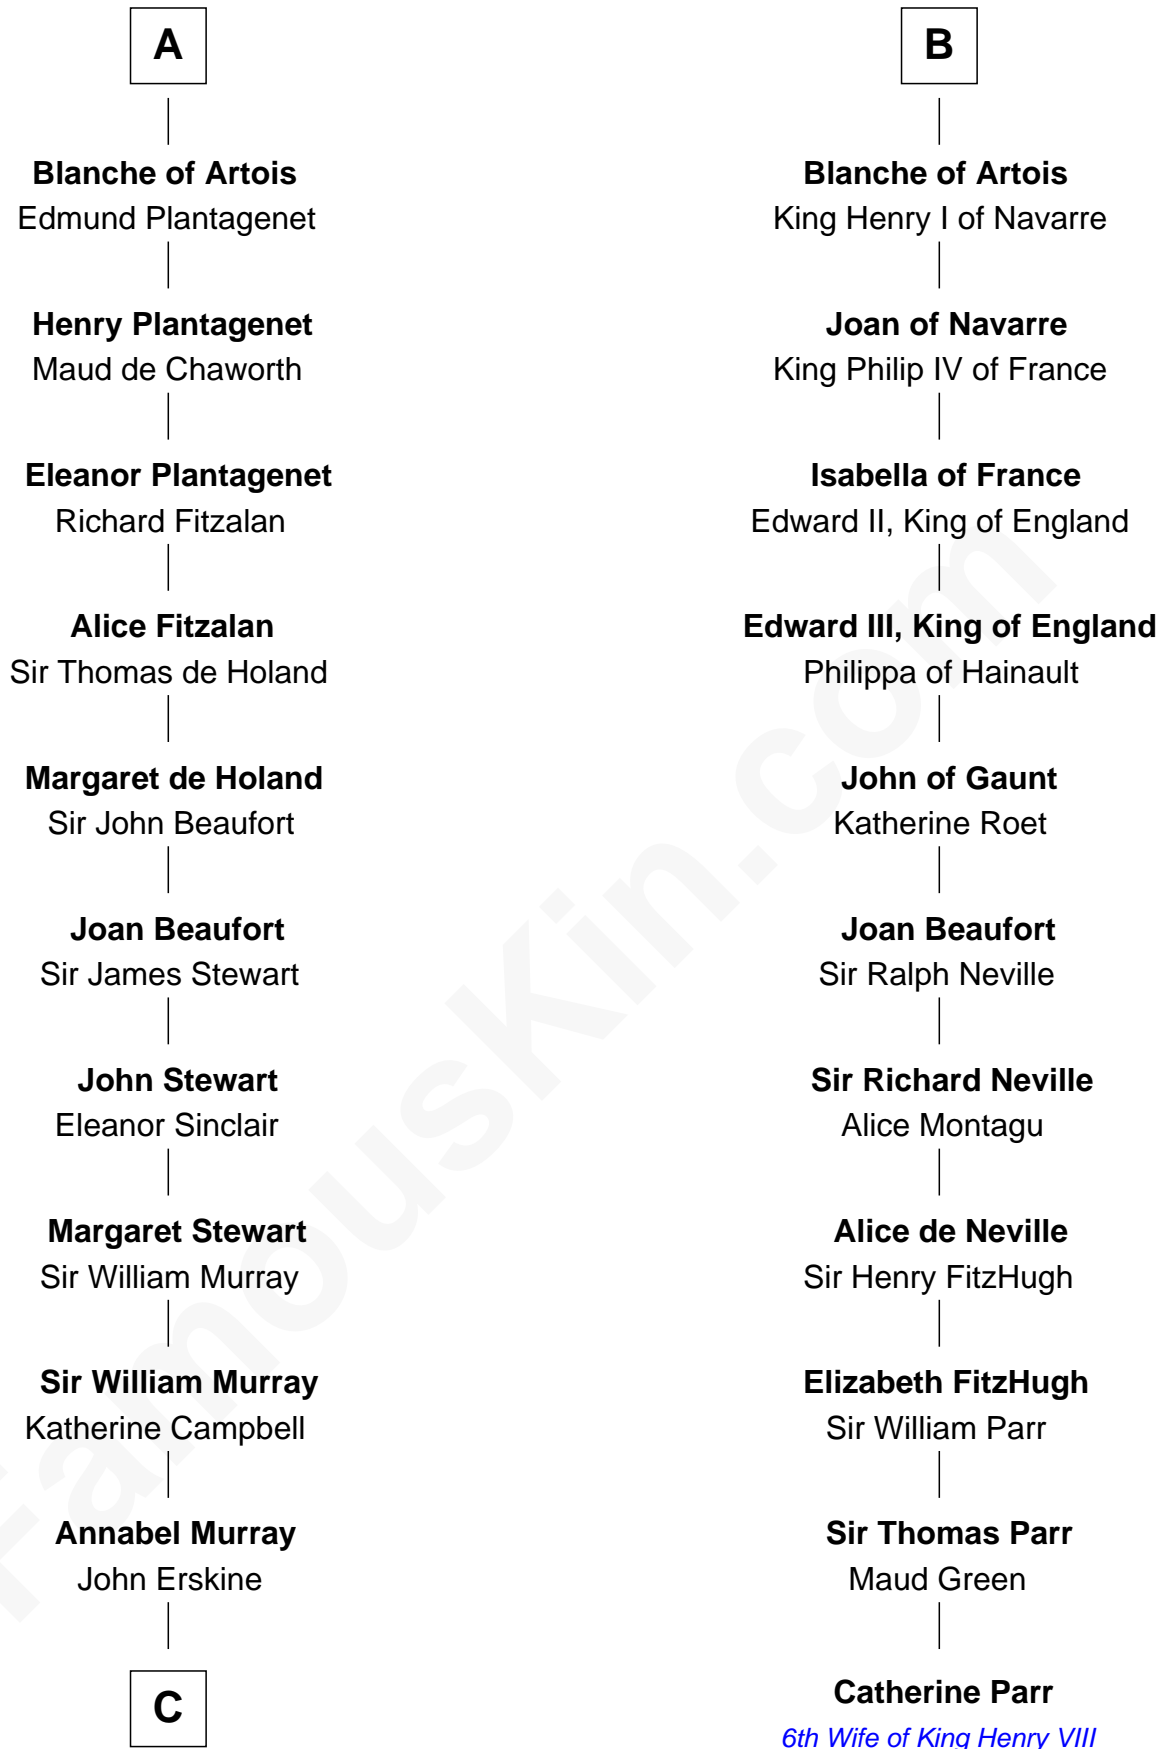 A
Blanche of Artois
Edmund Plantagenet
Henry Plantagenet
Maud de Chaworth
Eleanor Plantagenet
Richard Fitzalan
Alice Fitzalan
Sir Thomas de Holand
Margaret de Holand
Sir John Beaufort
Joan Beaufort
Sir James Stewart
John Stewart
Eleanor Sinclair
Margaret Stewart
Sir William Murray
Sir William Murray
Katherine Campbell
Annabel Murray
John Erskine
C
B
Blanche of Artois
King Henry I of Navarre
Joan of Navarre
King Philip IV of France
Isabella of France
Edward II, King of England
Edward III, King of England
Philippa of Hainault
John of Gaunt
Katherine Roet
Joan Beaufort
Sir Ralph Neville
Sir Richard Neville
Alice Montagu
Alice de Neville
Sir Henry FitzHugh
Elizabeth FitzHugh
Sir William Parr
Sir Thomas Parr
Maud Green
Catherine Parr
6th Wife of King Henry VIII
FamousKin.com